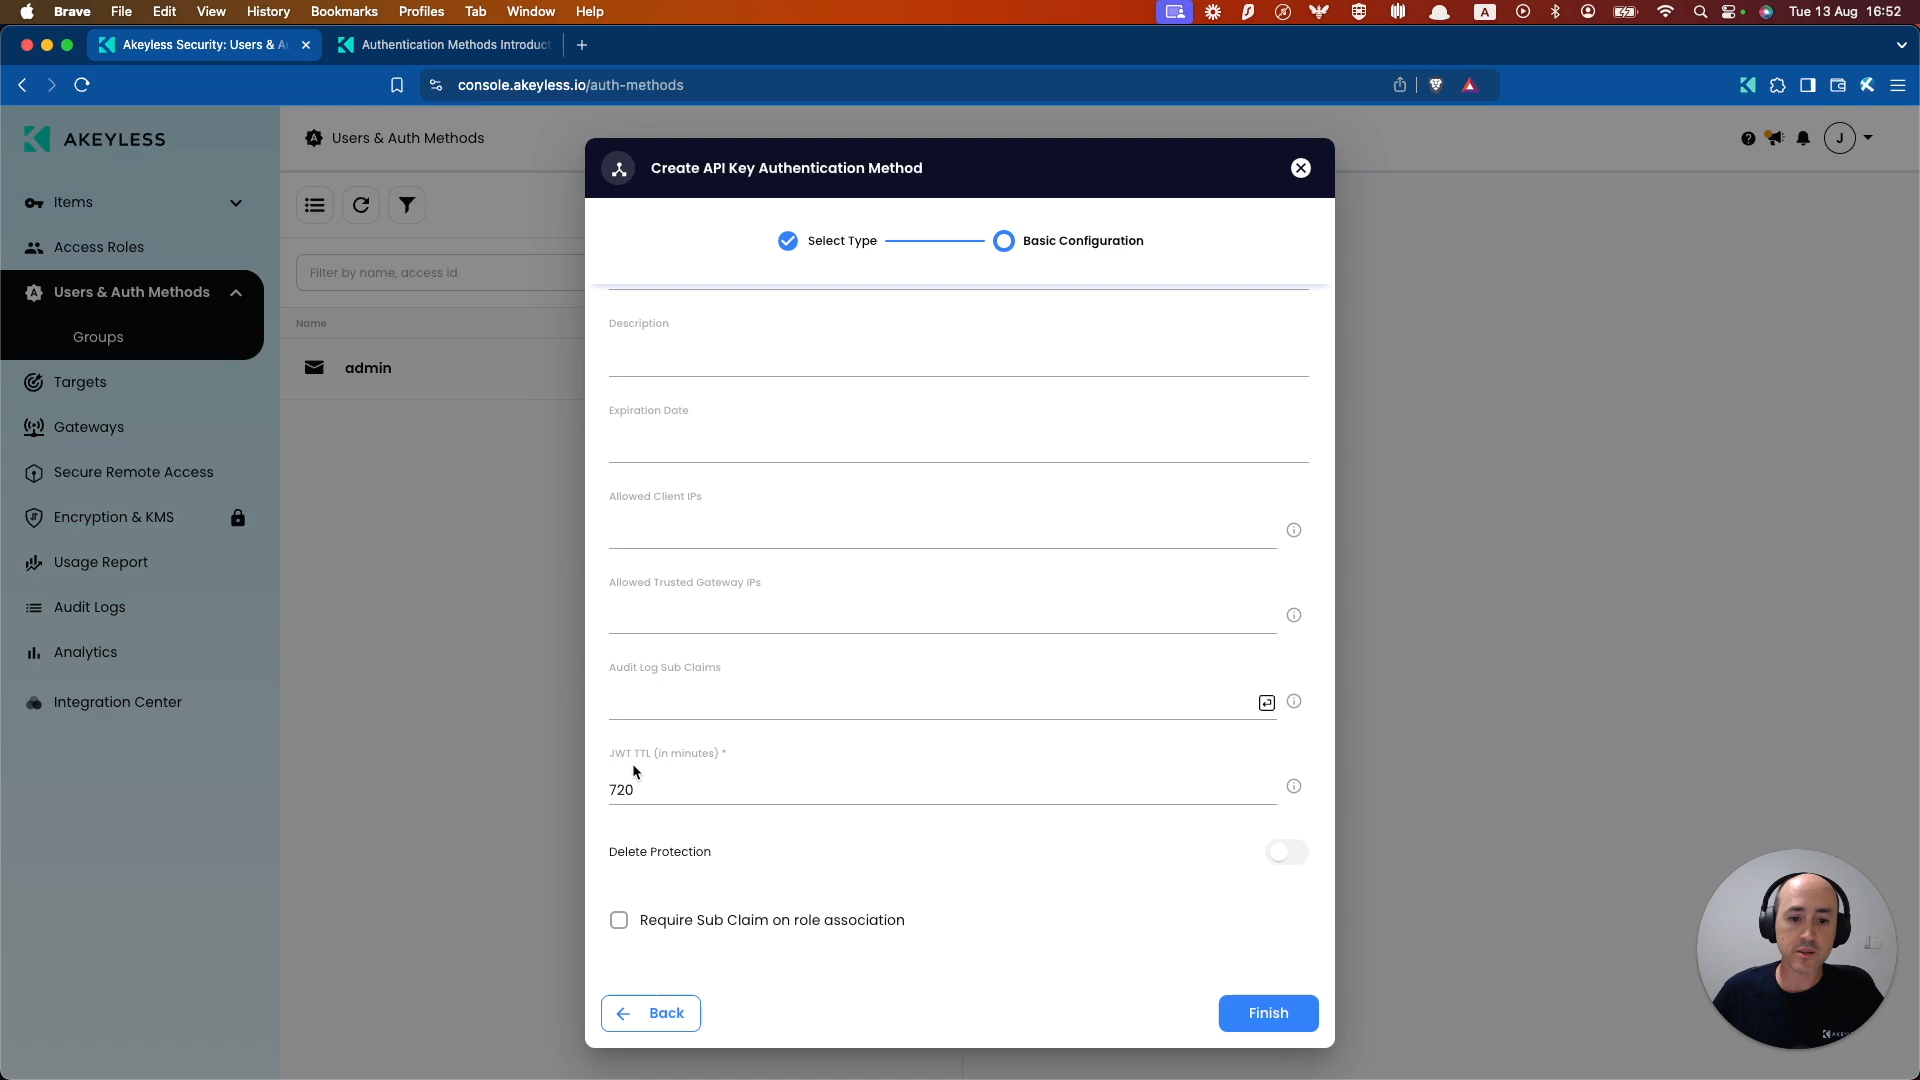 Brave File Edit View History Bookmarks Profiles Tab Window Help
A
Tue 13 Aug 16:52
Akeyless Security: Users & A
Authentication Methods Introduct
console.akeyless.io/auth-methods
AKEYLESS
Users & Auth Methods
J
Items
Access Roles
Users & Auth Methods
Groups
Targets
Gateways
Secure Remote Access
Encryption & KMS
Usage Report
Audit Logs
Analytics
Integration Center
Filter by name, access id
Name
admin
Create API Key Authentication Method
Select Type
Basic Configuration
Description
Expiration Date
Allowed Client IPs
Allowed Trusted Gateway IPs
Audit Log Sub Claims
JWT TTL (in minutes) *
720
Delete Protection
Require Sub Claim on role association
Back
Finish